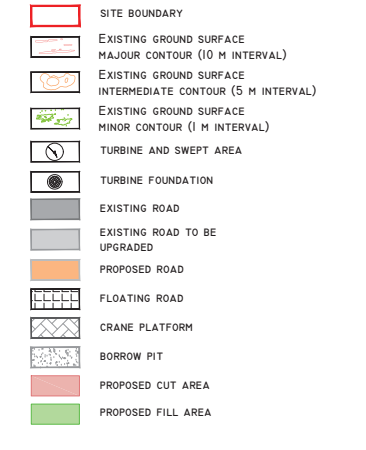 SITE BOUNDARY
EXISTING GROUND SURFACE
MAJOUR CONTOUR (10 M INTERVAL)
EXISTING GROUND SURFACE
INTERMEDIATE CONTOUR (5 M INTERVAL)
EXISTING GROUND SURFACE
MINOR CONTOUR (1 M INTERVAL)
TURBINE AND SWEPT AREA
TURBINE FOUNDATION
EXISTING ROAD
EXISTING ROAD TO BE
UPGRADED
PROPOSED ROAD
FLOATING ROAD
CRANE PLATFORM
BORROW PIT
PROPOSED CUT AREA
PROPOSED FILL AREA